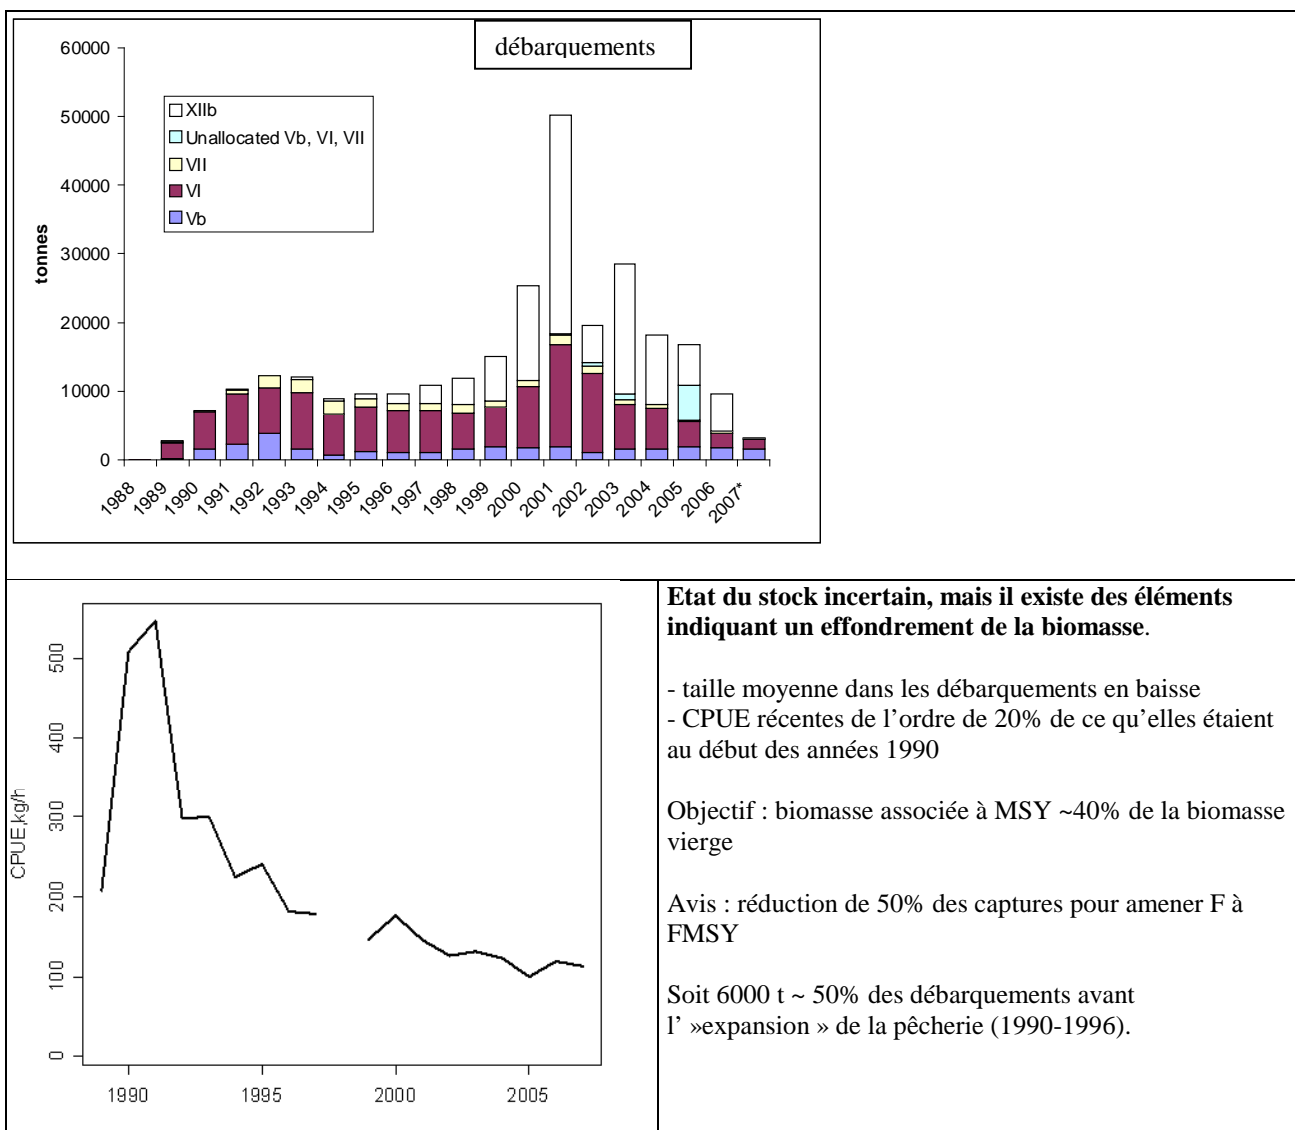 débarquements
60000
50000
40000
30000
20000
10000
0
tonnes
XIIb
Unallocated Vb, VI, VII
VII
VI
Vb
1988
1989
1990
1991
1992
1993
1994
1995
1996
1997
1998
1999
2000
2001
2002
2003
2004
2005
2006
2007*
CPUE,kg/h
500
400
300
200
100
0
1990
1995
2000
2005
Etat du stock incertain, mais il existe des éléments
indiquant un effondrement de la biomasse.
- taille moyenne dans les débarquements en baisse
- CPUE récentes de l’ordre de 20% de ce qu’elles étaient
au début des années 1990
Objectif : biomasse associée à MSY ~40% de la biomasse
vierge
Avis : réduction de 50% des captures pour amener F à
FMSY
Soit 6000 t ~ 50% des débarquements avant
l’ »expansion » de la pêcherie (1990-1996).